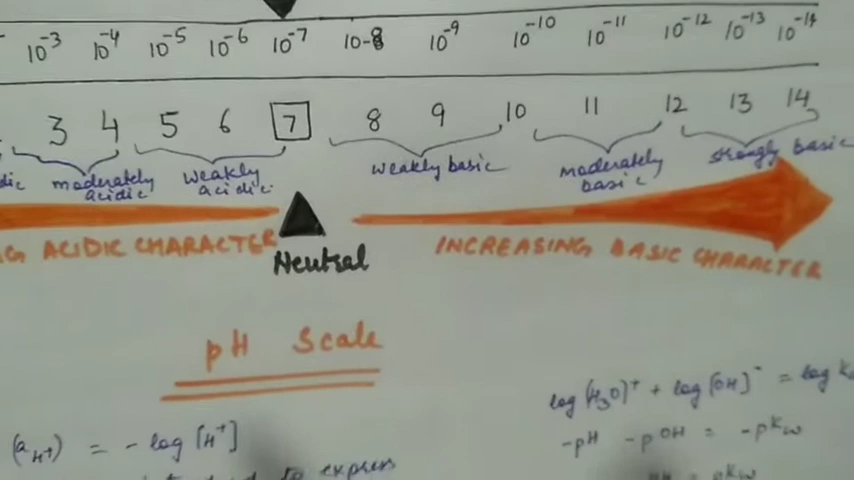 10⁻³ 10⁻⁴ 10⁻⁵ 10⁻⁶ 10⁻⁷ 10-8 10⁻⁹ 10⁻¹⁰ 10⁻¹¹ 10⁻¹² 10⁻¹³ 10⁻¹⁴
3 4 5 6 7 8 9 10 11 12 13 14
moderately acidic
weakly acidic
weakly basic
moderately basic
strongly basic
ACIDIC CHARACTER
Neutral
INCREASING BASIC CHARACTER
pH Scale
(a_H+) = - log [H⁺]
to express
log (H₃O)⁺ + log [OH]⁻ = log
-pH -pOH = -pKw
= pKw